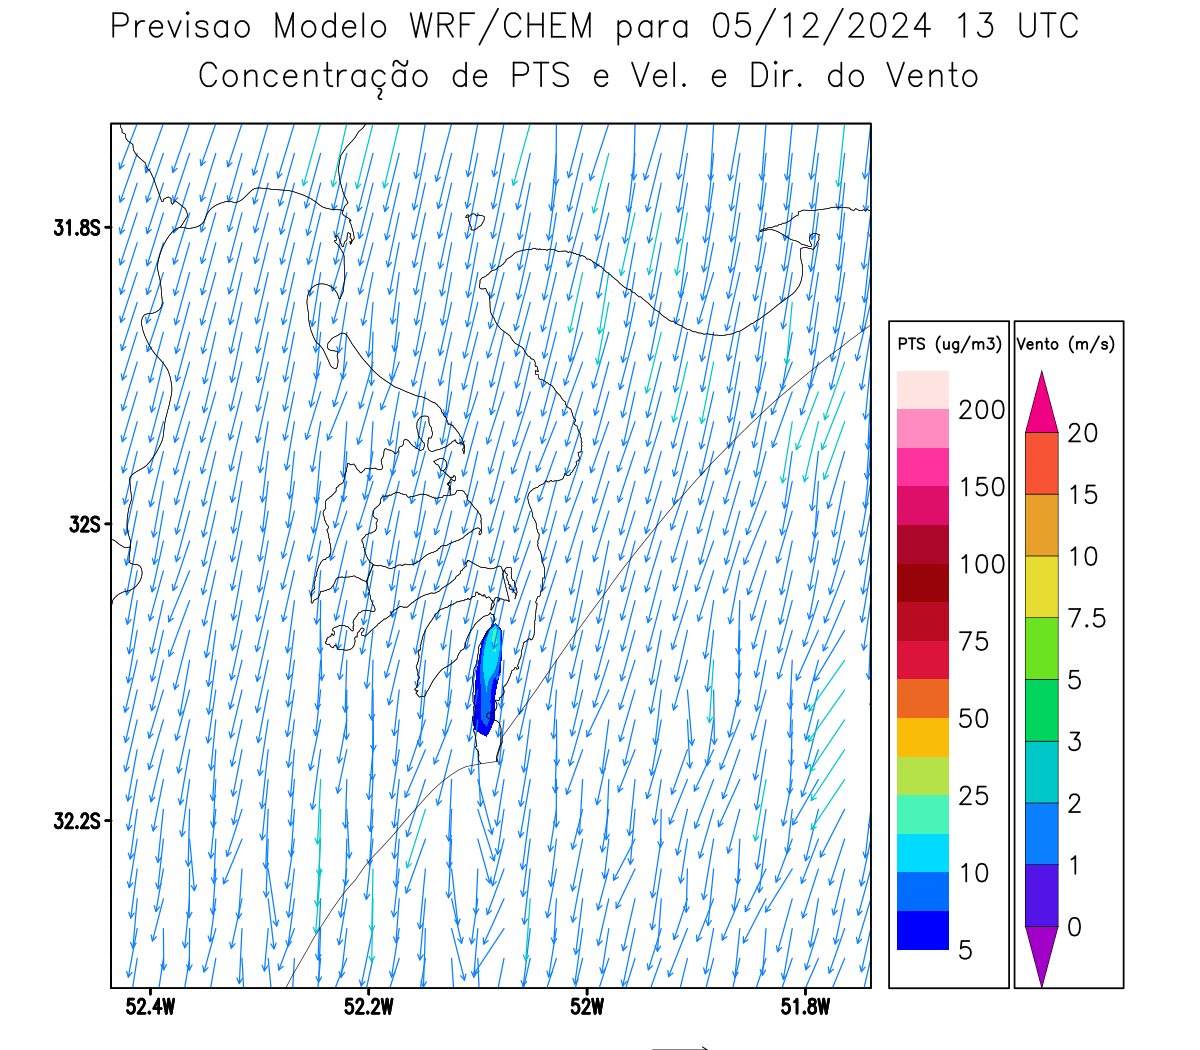 Previsao Modelo WRF/CHEM para 05/12/2024 13 UTC
Concentração de PTS e Vel. e Dir. do Vento
31.8S
32S
32.2S
52.4W
52.2W
52W
51.8W
PTS (ug/m3)
200
150
100
75
50
25
10
5
Vento (m/s)
20
15
10
7.5
5
3
2
1
0